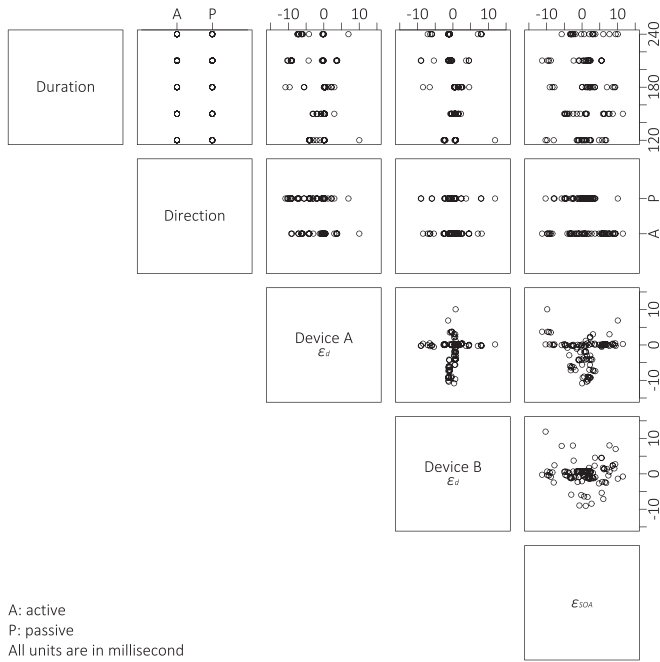 A P -10 0 10 -10 0 10 -10 0 10
Duration
240
180
120
Direction
P
A
Device A
εd
10
0
-10
Device B
εd
10
0
-10
εSOA
A: active
P: passive
All units are in millisecond